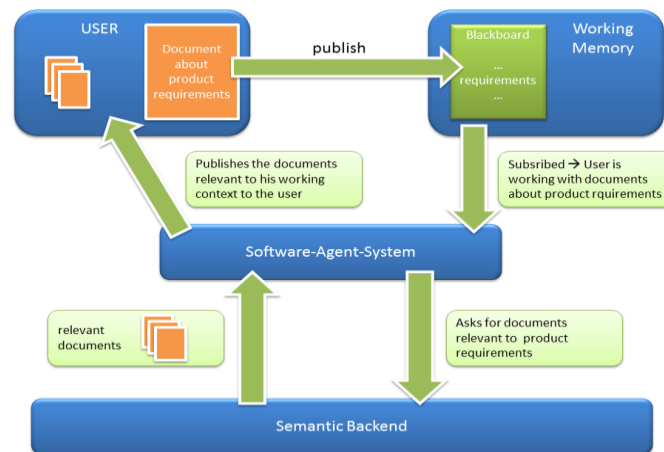 USER
Document
about
product
requirements
publish
Blackboard
...
requirements
...
Working
Memory
Publishes the documents
relevant to his working
context to the user
Subsribed → User is
working with documents
about product rquirements
Software-Agent-System
relevant
documents
Asks for documents
relevant to product
requirements
Semantic Backend